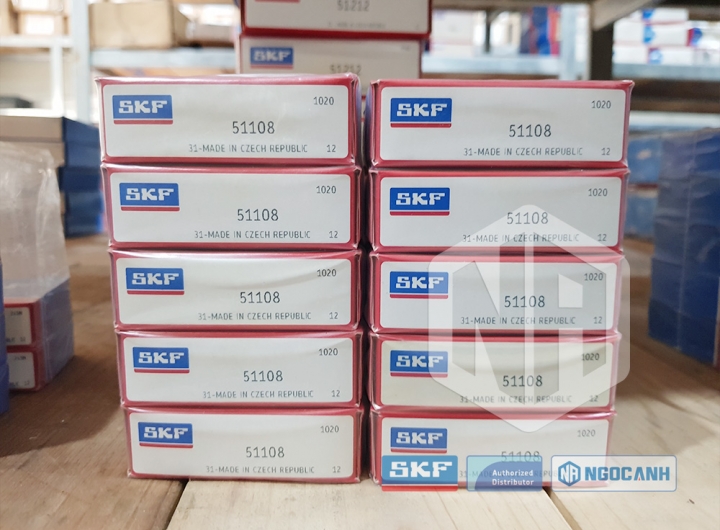 51212
SKF
51252
SKF 1020
51108
31-MADE IN CZECH REPUBLIC 12
SKF 1020
51108
31-MADE IN CZECH REPUBLIC 12
SKF 1020
51108
31-MADE IN CZECH REPUBLIC 12
SKF 1020
51108
31-MADE IN CZECH REPUBLIC 12
SKF 1020
51108
31-MADE IN CZECH REPUBLIC 12
SKF 1020
51108
31-MADE IN CZECH REPUBLIC 12
SKF 1020
51108
31-MADE IN CZECH REPUBLIC 12
SKF 1020
51108
31-MADE IN CZECH REPUBLIC 12
SKF 1020
51108
31-MADE IN CZECH REPUBLIC 12
SKF 1020
51108
SKF
Authorized
Distributor
NA NGOCANH
NA